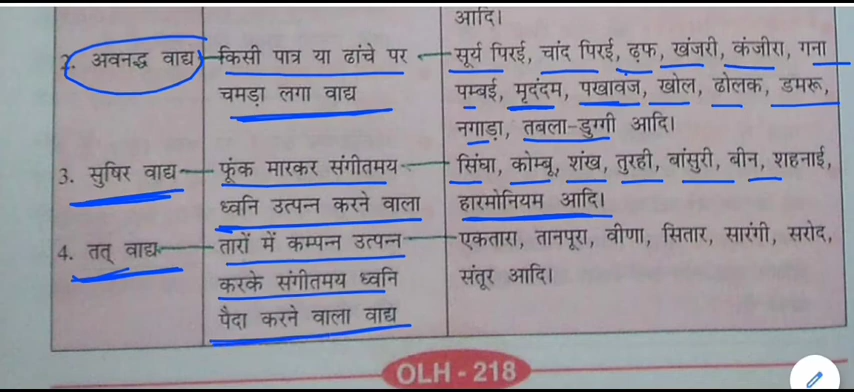 आदि।
2. अवनद्ध वाद्य किसी पात्र या ढांचे पर सूर्य पिरई, चांद पिरई, ढ़फ, खंजरी, कंजीरा, गना
चमड़ा लगा वाद्य पम्बई, मृदंदम, पखावज, खोल, ढोलक, डमरू,
नगाड़ा, तबला-डुग्गी आदि।
3. सुषिर वाद्य फूंक मारकर संगीतमय सिंघा, कोम्बू, शंख, तुरही, बांसुरी, बीन, शहनाई,
ध्वनि उत्पन्न करने वाला हारमोनियम आदि।
4. तत् वाद्य तारों में कम्पन्न उत्पन्न एकतारा, तानपूरा, वीणा, सितार, सारंगी, सरोद,
करके संगीतमय ध्वनि संतूर आदि।
पैदा करने वाला वाद्य
OLH - 218